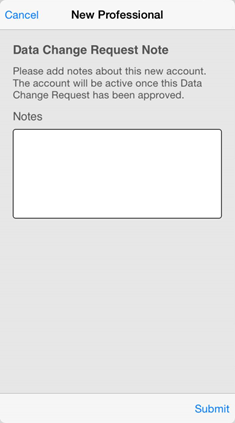 Cancel New Professional
Data Change Request Note
Please add notes about this new account.
The account will be active once this Data
Change Request has been approved.
Notes
Submit